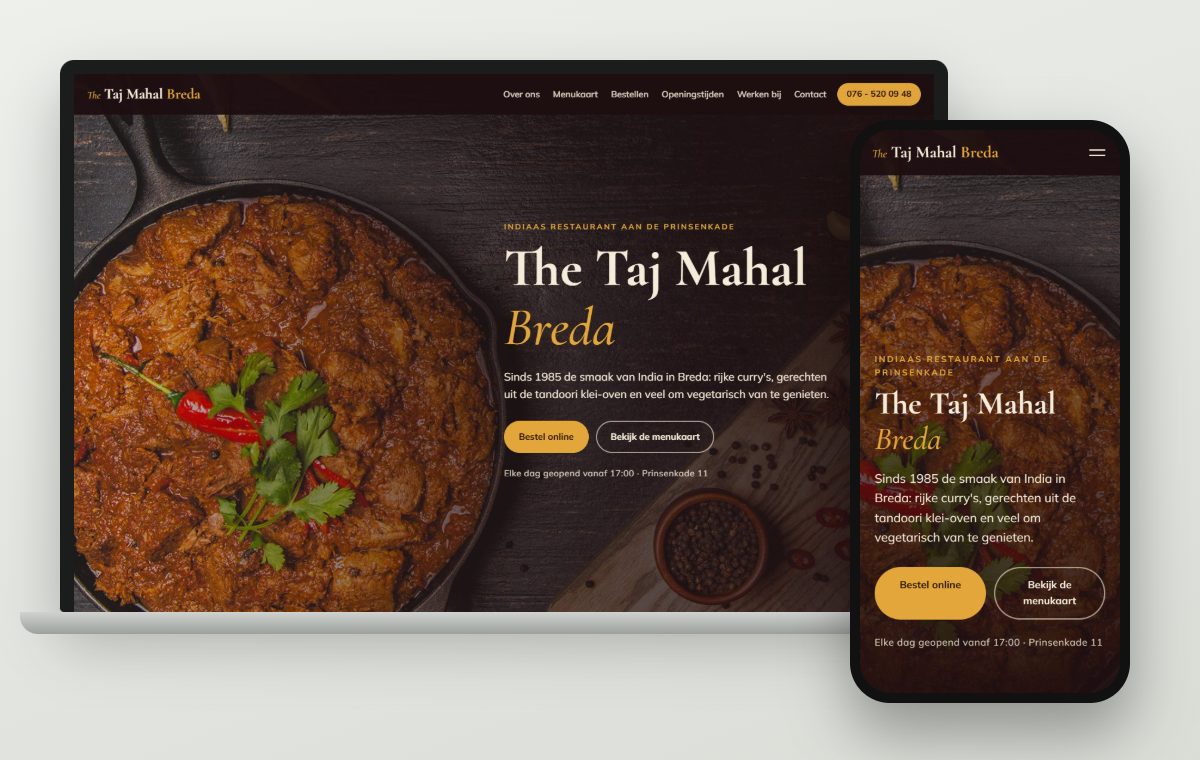 The Taj Mahal Breda
Over ons Menukaart Bestellen Openingstijden Werken bij Contact 076 - 520 09 48
INDIAAS RESTAURANT AAN DE PRINSENKADE
The Taj Mahal
Breda
Sinds 1985 de smaak van India in Breda: rijke curry's, gerechten
uit de tandoori klei-oven en veel om vegetarisch van te genieten.
Bestel online Bekijk de menukaart
Elke dag geopend vanaf 17:00 · Prinsenkade 11
The Taj Mahal Breda
INDIAAS RESTAURANT AAN DE
PRINSENKADE
The Taj Mahal
Breda
Sinds 1985 de smaak van India in
Breda: rijke curry's, gerechten uit de
tandoori klei-oven en veel om
vegetarisch van te genieten.
Bestel online
Bekijk de
menukaart
Elke dag geopend vanaf 17:00 · Prinsenkade 11